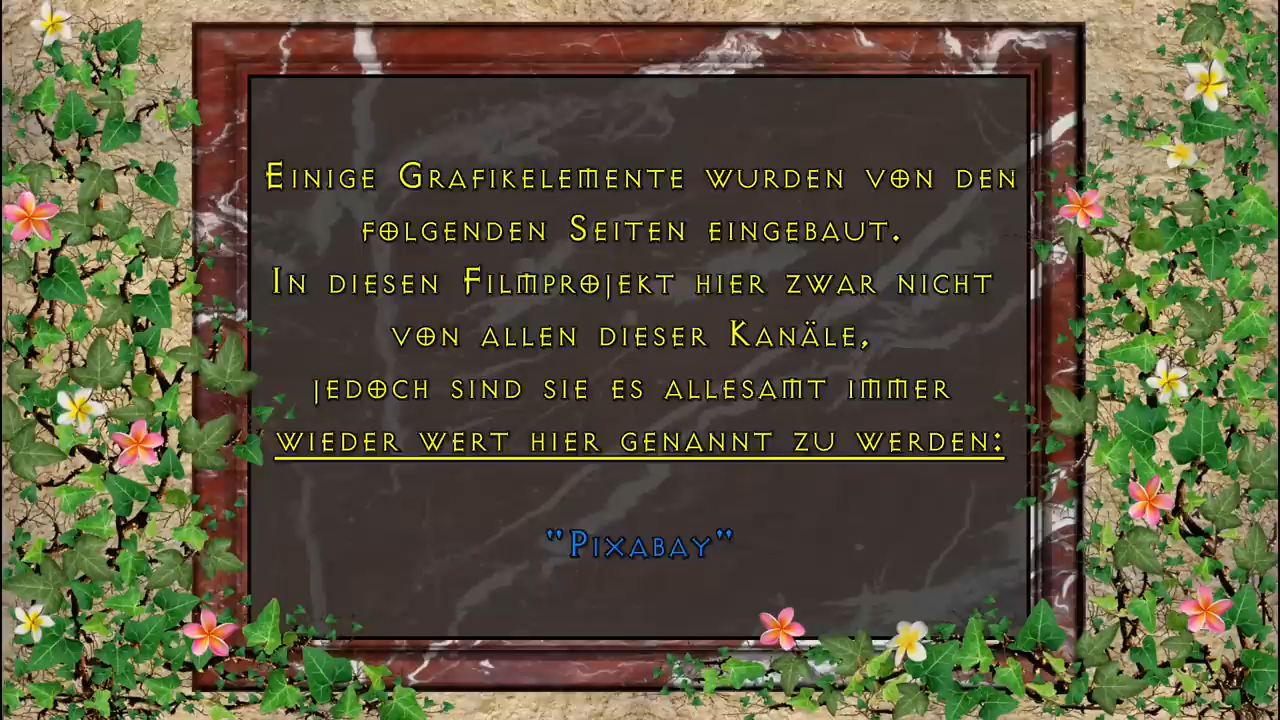 Einige Grafikelemente wurden von den
folgenden Seiten eingebaut.
In diesen Filmprojekt hier zwar nicht
von allen dieser Kanäle,
jedoch sind sie es allesamt immer
wieder wert hier genannt zu werden:
"Pixabay"